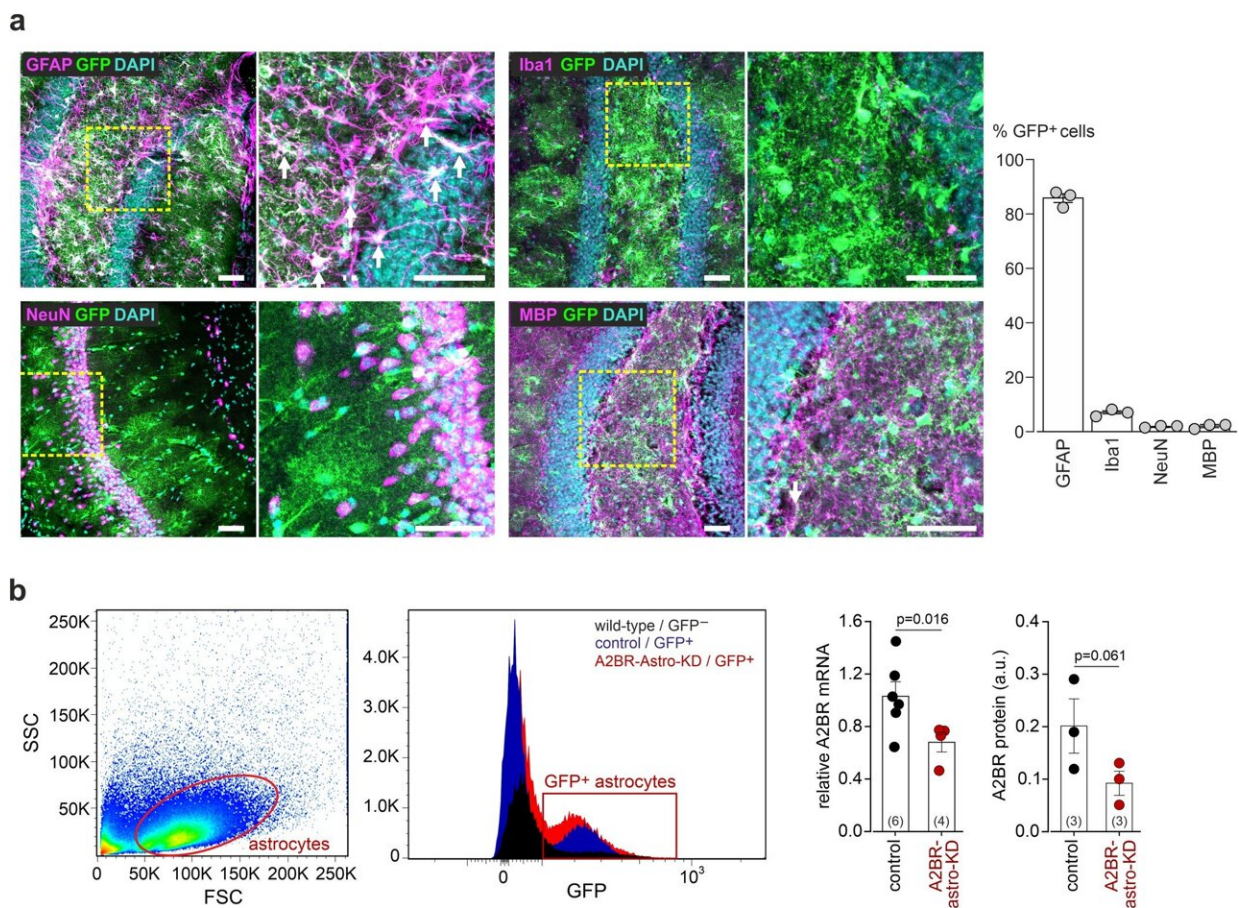 a
GFAP GFP DAPI
Iba1 GFP DAPI
NeuN GFP DAPI
MBP GFP DAPI
% GFP+ cells
100
80
60
40
20
0
GFAP
Iba1
NeuN
MBP
b
250K
200K
150K
100K
50K
SSC
astrocytes
0 50K 100K 150K 200K 250K
FSC
4.0K
3.0K
2.0K
1.0K
0
wild-type / GFP–
control / GFP+
A2BR-Astro-KD / GFP+
GFP+ astrocytes
0 10³
GFP
relative A2BR mRNA
1.6
1.2
0.8
0.4
0.0
p=0.016
(6) (4)
control
A2BR-
astro-KD
A2BR protein (a.u.)
0.4
0.3
0.2
0.1
0.0
p=0.061
(3) (3)
control
A2BR-
astro-KD